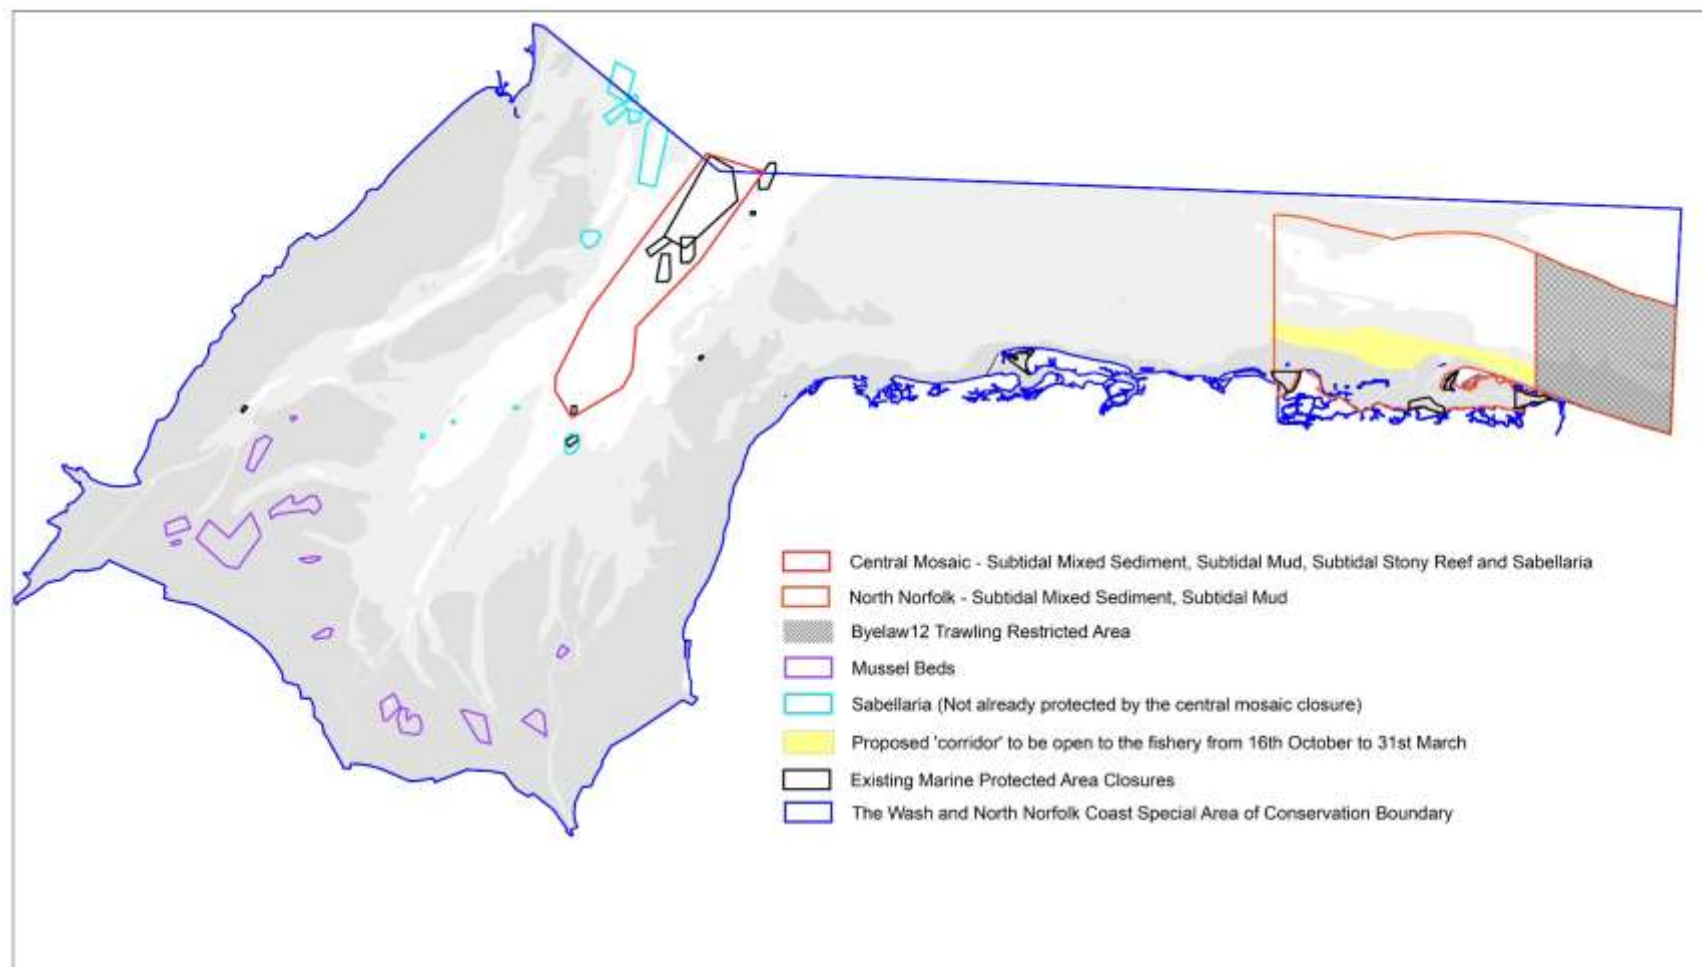 Central Mosaic - Subtidal Mixed Sediment, Subtidal Mud, Subtidal Stony Reef and Sabellaria
North Norfolk - Subtidal Mixed Sediment, Subtidal Mud
Byelaw12 Trawling Restricted Area
Mussel Beds
Sabellaria (Not already protected by the central mosaic closure)
Proposed 'corridor' to be open to the fishery from 16th October to 31st March
Existing Marine Protected Area Closures
The Wash and North Norfolk Coast Special Area of Conservation Boundary